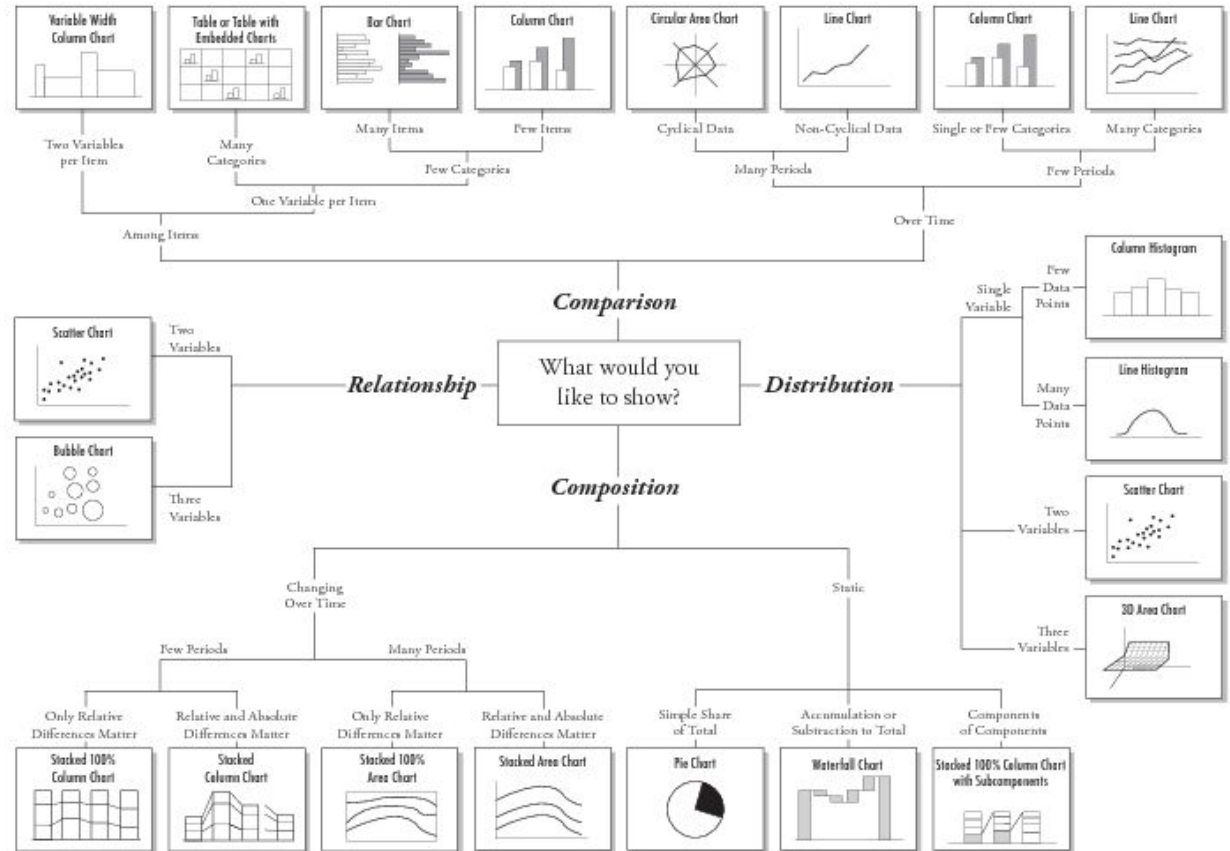 Variable Width
Column Chart
Table or Table with
Embedded Charts
Bar Chart
Column Chart
Circular Area Chart
Line Chart
Column Chart
Line Chart
Two Variables
per Item
Many
Categories
Many Items
Few Items
Cyclical Data
Non-Cyclical Data
Single or Few Categories
Many Categories
Few Categories
Many Periods
Few Periods
One Variable per Item
Among Items
Over Time
Comparison
What would you
like to show?
Relationship
Two
Variables
Scatter Chart
Three
Variables
Bubble Chart
Distribution
Single
Variable
Few
Data
Points
Column Histogram
Many
Data
Points
Line Histogram
Two
Variables
Scatter Chart
Three
Variables
3D Area Chart
Composition
Changing
Over Time
Static
Few Periods
Many Periods
Only Relative
Differences Matter
Relative and Absolute
Differences Matter
Only Relative
Differences Matter
Relative and Absolute
Differences Matter
Simple Share
of Total
Accumulation or
Subtraction to Total
Components
of Components
Stacked 100%
Column Chart
Stacked
Column Chart
Stacked 100%
Area Chart
Stacked Area Chart
Pie Chart
Waterfall Chart
Stacked 100% Column Chart
with Subcomponents